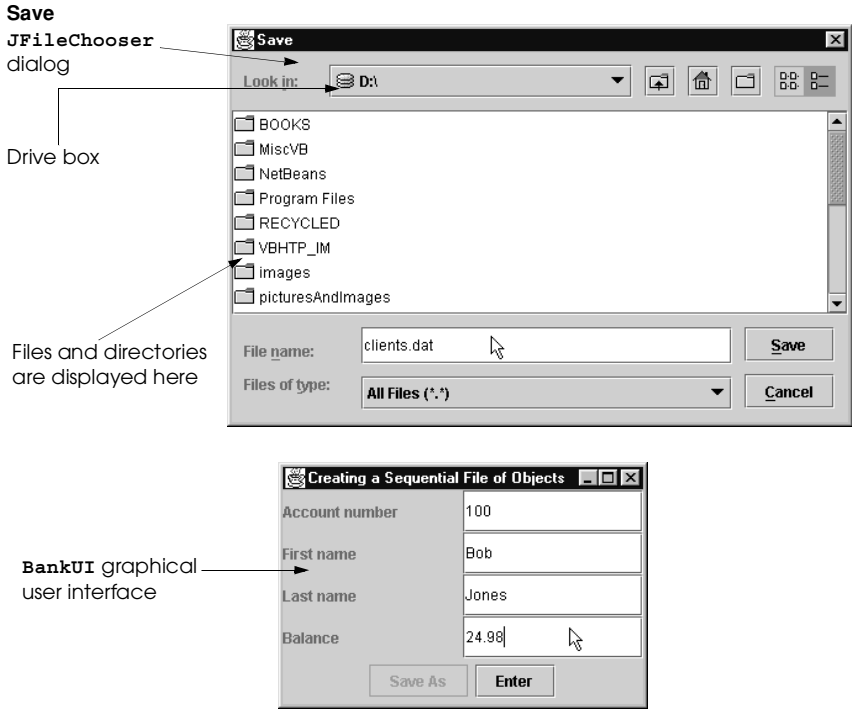 Save
JFileChooser
dialog
Save
Look in:
D:\
Drive box
BOOKS
MiscVB
NetBeans
Program Files
RECYCLED
VBHTP_IM
images
picturesAndImages
Files and directories
are displayed here
File name:
clients.dat
Save
Files of type:
All Files (*.*)
Cancel
Creating a Sequential File of Objects
Account number
100
First name
Bob
BankUI graphical
user interface
Last name
Jones
Balance
24.98
Save As
Enter